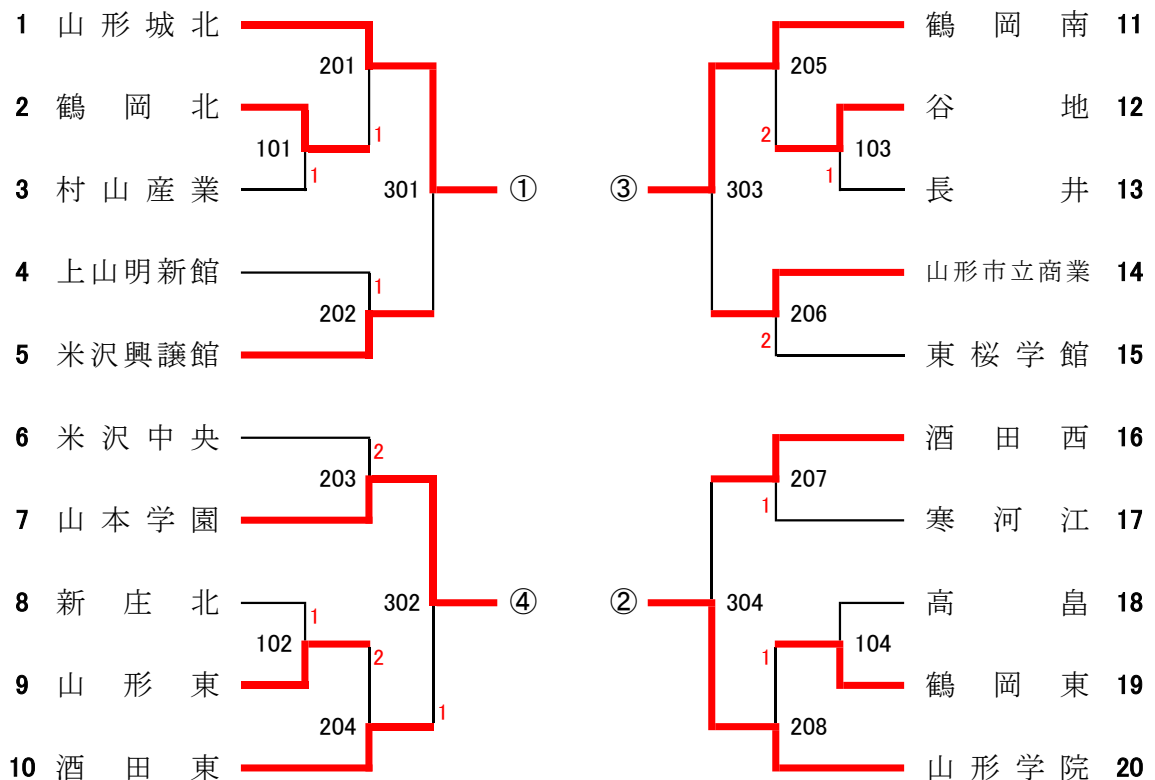 1 山形城北
201
2 鶴岡北
1
101
1
3 村山産業
301
①
4 上山明新館
1
202
5 米沢興譲館
6 米沢中央
2
203
7 山本学園
8 新庄北
1
302
④
102
2
9 山形東
1
204
10 酒田東
鶴岡南 11
205
谷地 12
2
103
1
③
303
長井 13
山形市立商業 14
206
2
東桜学館 15
酒田西 16
207
1
寒河江 17
②
304
高畠 18
104
1
鶴岡東 19
208
山形学院 20